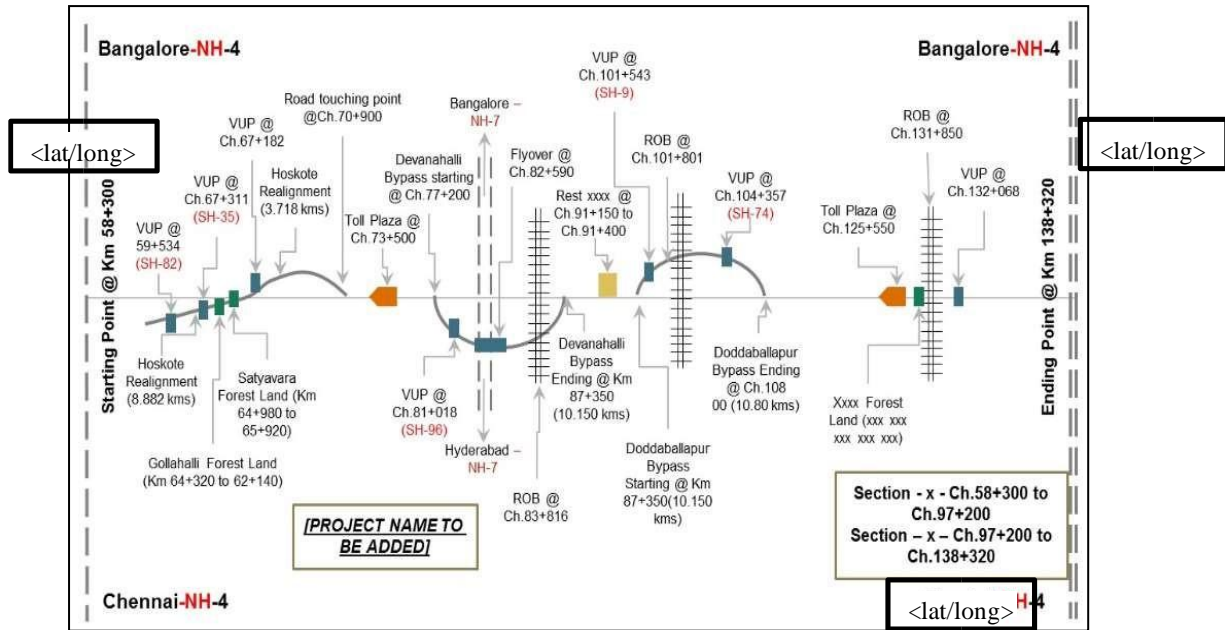 Bangalore-NH-4
Bangalore-NH-4
<lat/long>
<lat/long>
Starting Point @ Km 58+300
Ending Point @ Km 138+320
VUP @
59+534
(SH-82)
VUP @
Ch.67+311
(SH-35)
VUP @
Ch.67+182
Hoskote
Realignment
(3.718 kms)
Road touching point
@Ch.70+900
Toll Plaza @
Ch.73+500
Devanahalli
Bypass starting
@ Ch.77+200
Bangalore –
NH-7
Flyover @
Ch.82+590
VUP @
Ch.101+543
(SH-9)
Rest xxxx @
Ch.91+150 to
Ch.91+400
ROB @
Ch.101+801
VUP @
Ch.104+357
(SH-74)
Toll Plaza @
Ch.125+550
ROB @
Ch.131+850
VUP @
Ch.132+068
Hoskote
Realignment
(8.882 kms)
Satyavara
Forest Land (Km
64+980 to
65+920)
Gollahalli Forest Land
(Km 64+320 to 62+140)
VUP @
Ch.81+018
(SH-96)
Hyderabad –
NH-7
ROB @
Ch.83+816
Devanahalli
Bypass
Ending @ Km
87+350
(10.150 kms)
Doddaballapur
Bypass
Starting @ Km
87+350(10.150
kms)
Doddaballapur
Bypass Ending
@ Ch.108
00 (10.80 kms)
Xxxx Forest
Land (xxx xxx
xxx xxx xxx)
[PROJECT NAME TO
BE ADDED]
Section - x - Ch.58+300 to
Ch.97+200
Section – x – Ch.97+200 to
Ch.138+320
Chennai-NH-4
<lat/long>
H-4